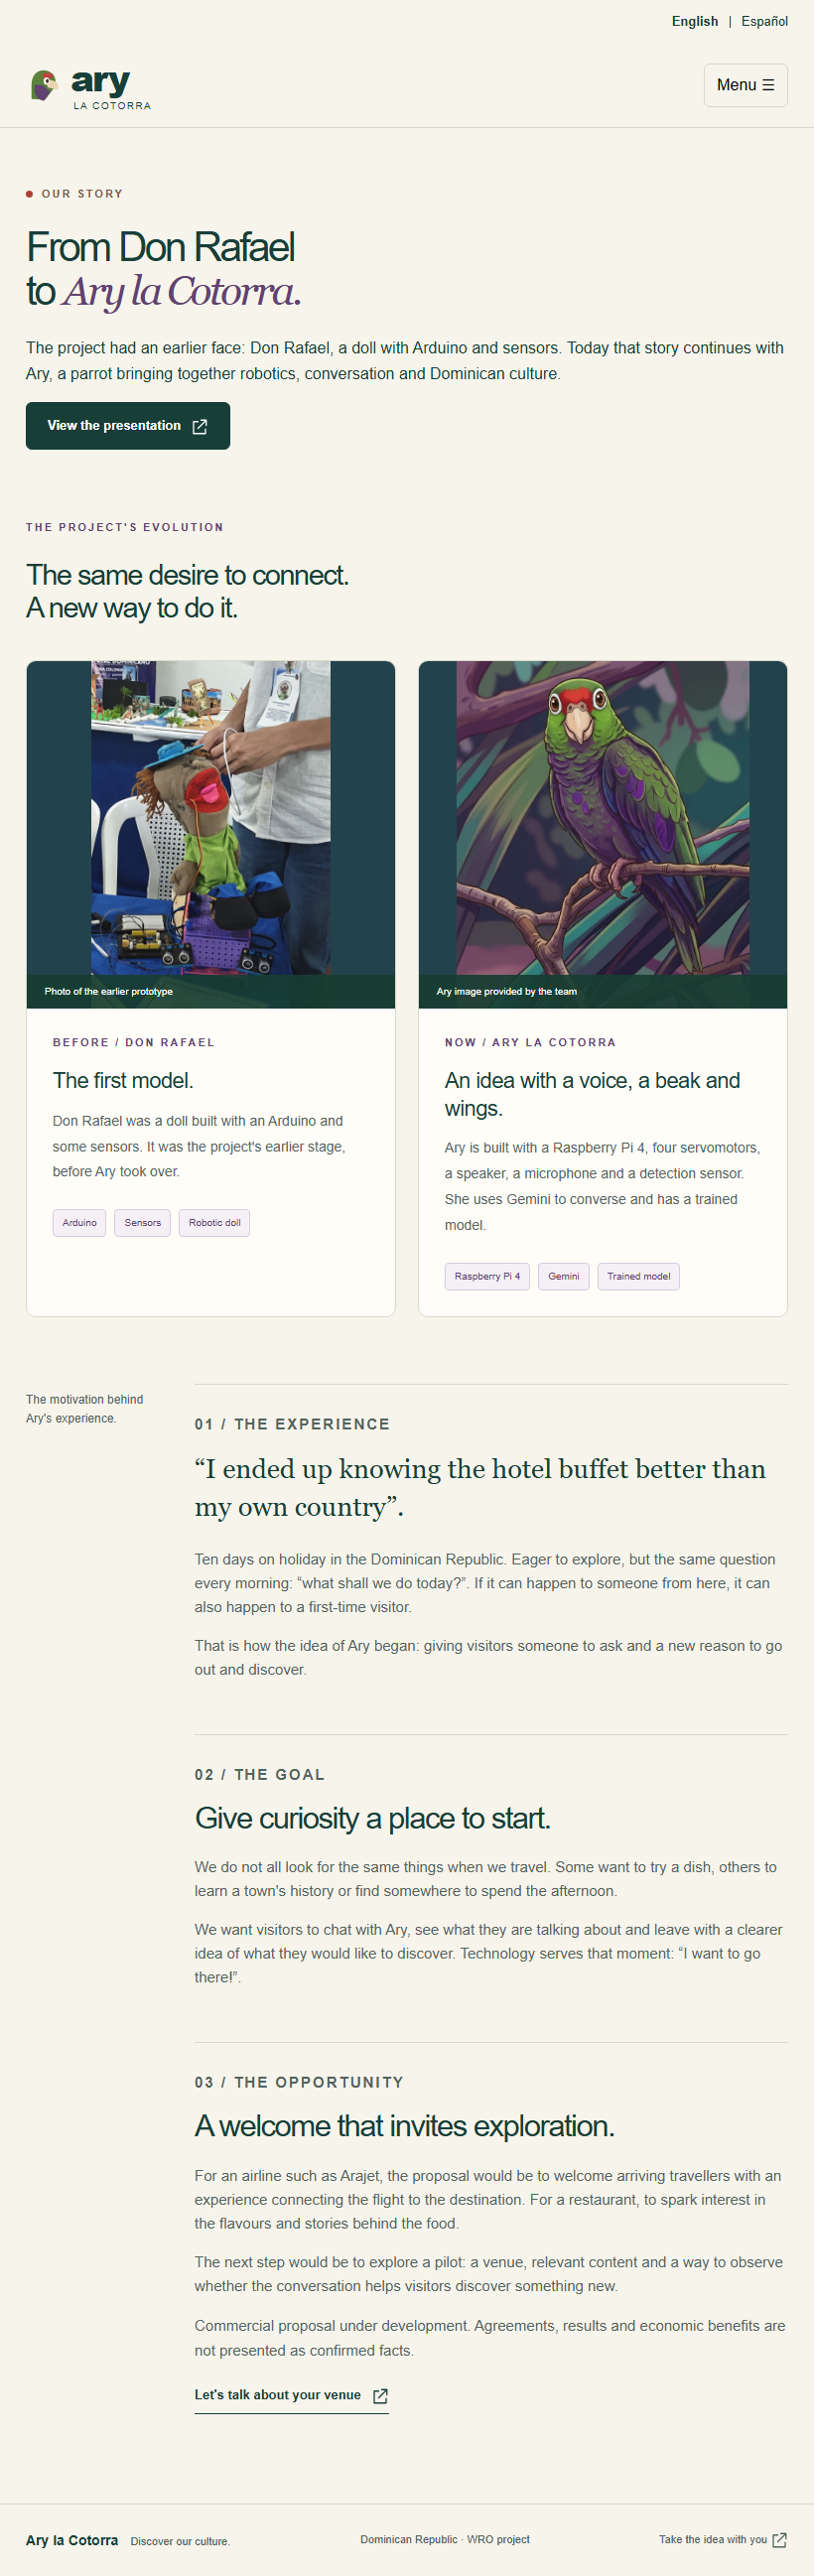 English | Español
ary
LA COTORRA
Menu ☰
OUR STORY
From Don Rafael
to Ary la Cotorra.
The project had an earlier face: Don Rafael, a doll with Arduino and sensors. Today that story continues with
Ary, a parrot bringing together robotics, conversation and Dominican culture.
View the presentation
THE PROJECT'S EVOLUTION
The same desire to connect.
A new way to do it.
Photo of the earlier prototype
BEFORE / DON RAFAEL
The first model.
Don Rafael was a doll built with an Arduino and
some sensors. It was the project's earlier stage,
before Ary took over.
Arduino
Sensors
Robotic doll
Ary image provided by the team
NOW / ARY LA COTORRA
An idea with a voice, a beak and
wings.
Ary is built with a Raspberry Pi 4, four servomotors,
a speaker, a microphone and a detection sensor.
She uses Gemini to converse and has a trained
model.
Raspberry Pi 4
Gemini
Trained model
The motivation behind
Ary's experience.
01 / THE EXPERIENCE
“I ended up knowing the hotel buffet better than
my own country”.
Ten days on holiday in the Dominican Republic. Eager to explore, but the same question
every morning: “what shall we do today?”. If it can happen to someone from here, it can
also happen to a first-time visitor.
That is how the idea of Ary began: giving visitors someone to ask and a new reason to go
out and discover.
02 / THE GOAL
Give curiosity a place to start.
We do not all look for the same things when we travel. Some want to try a dish, others to
learn a town's history or find somewhere to spend the afternoon.
We want visitors to chat with Ary, see what they are talking about and leave with a clearer
idea of what they would like to discover. Technology serves that moment: “I want to go
there!”.
03 / THE OPPORTUNITY
A welcome that invites exploration.
For an airline such as Arajet, the proposal would be to welcome arriving travellers with an
experience connecting the flight to the destination. For a restaurant, to spark interest in
the flavours and stories behind the food.
The next step would be to explore a pilot: a venue, relevant content and a way to observe
whether the conversation helps visitors discover something new.
Commercial proposal under development. Agreements, results and economic benefits are
not presented as confirmed facts.
Let's talk about your venue
Ary la Cotorra Discover our culture.
Dominican Republic · WRO project
Take the idea with you